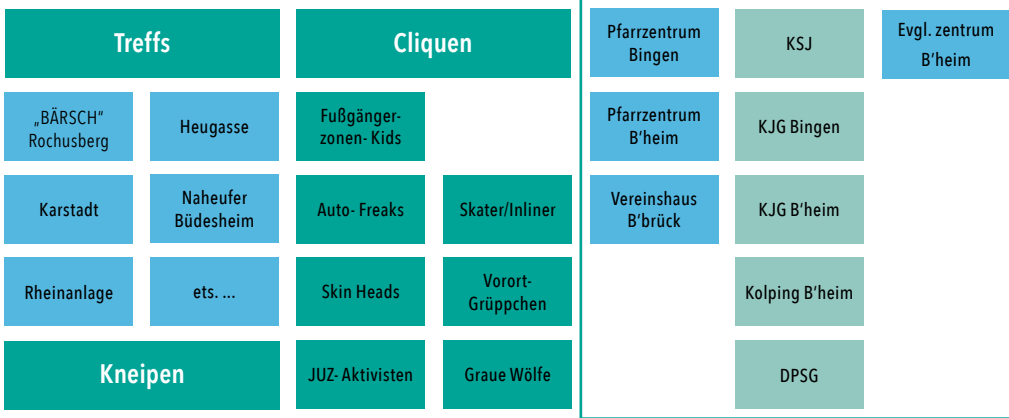 Treffs
Cliquen
„BÄRSCH“
Rochusberg
Heugasse
Fußgänger-
zonen- Kids
Karstadt
Naheufer
Büdesheim
Auto- Freaks
Skater/Inliner
Rheinanlage
ets. ...
Skin Heads
Vorort-
Grüppchen
Kneipen
JUZ- Aktivisten
Graue Wölfe
Pfarrzentrum
Bingen
KSJ
Evgl. zentrum
B‘heim
Pfarrzentrum
B‘heim
KJG Bingen
Vereinshaus
B‘brück
KJG B‘heim
Kolping B‘heim
DPSG